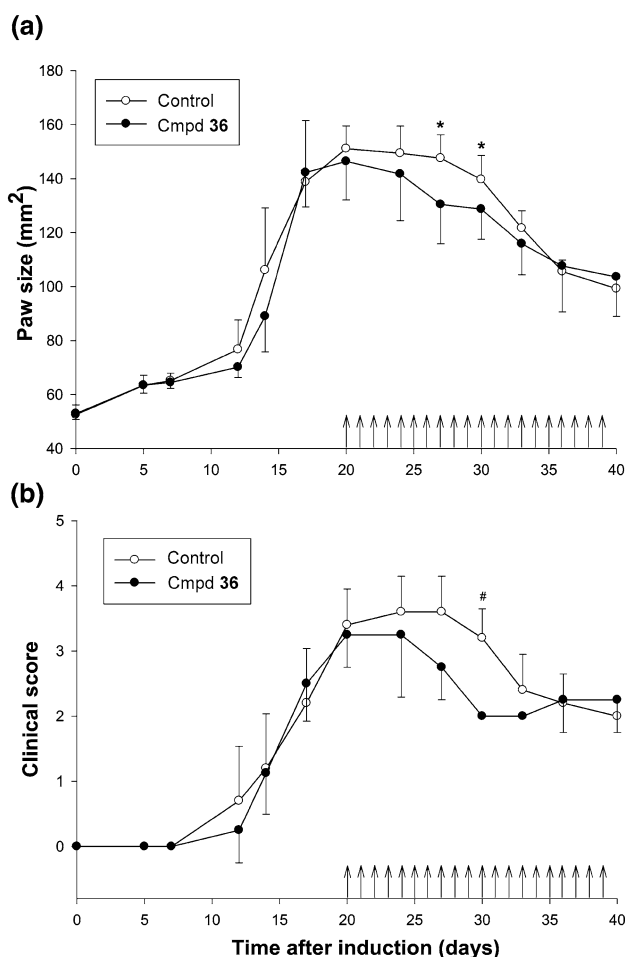 (a)
180
160
140
120
100
80
60
40
Paw size (mm²)
Control
Cmpd 36
* *
0 5 10 15 20 25 30 35 40
(b)
5
4
3
2
1
0
Clinical score
Control
Cmpd 36
#
0 5 10 15 20 25 30 35 40
Time after induction (days)